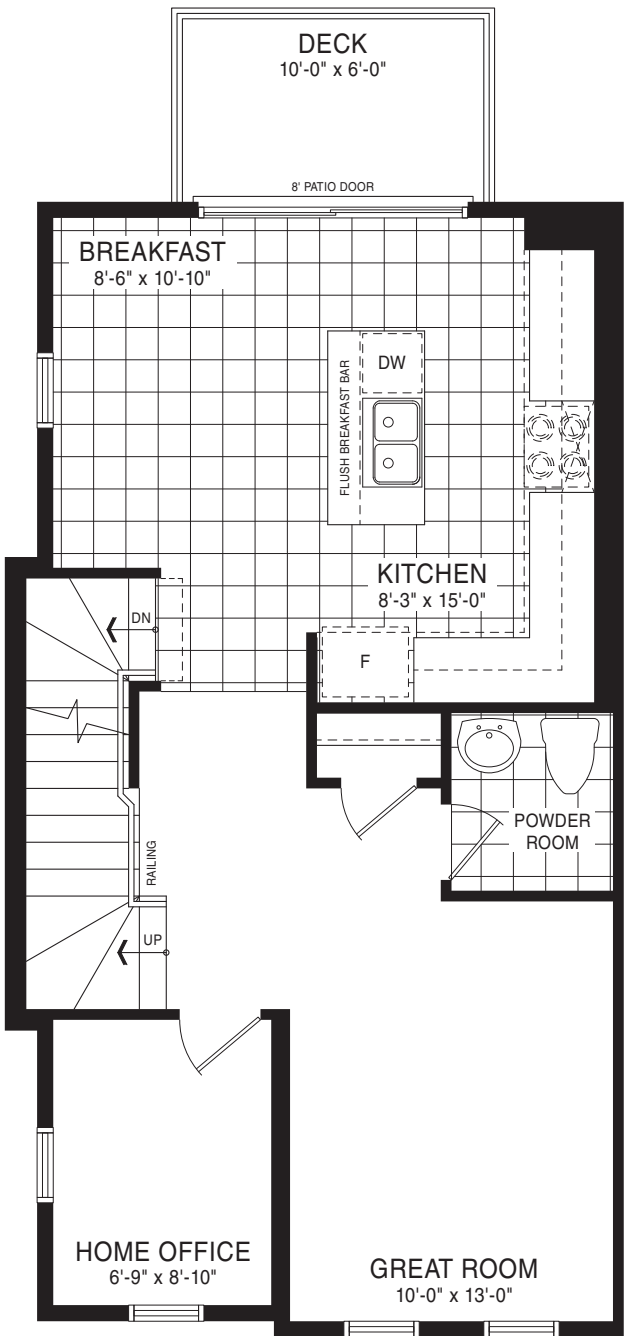 DECK
10'-0" x 6'-0"
8' PATIO DOOR
BREAKFAST
8'-6" x 10'-10"
DW
FLUSH BREAKFAST BAR
KITCHEN
8'-3" x 15'-0"
DN
F
POWDER
ROOM
RAILING
UP
HOME OFFICE
6'-9" x 8'-10"
GREAT ROOM
10'-0" x 13'-0"